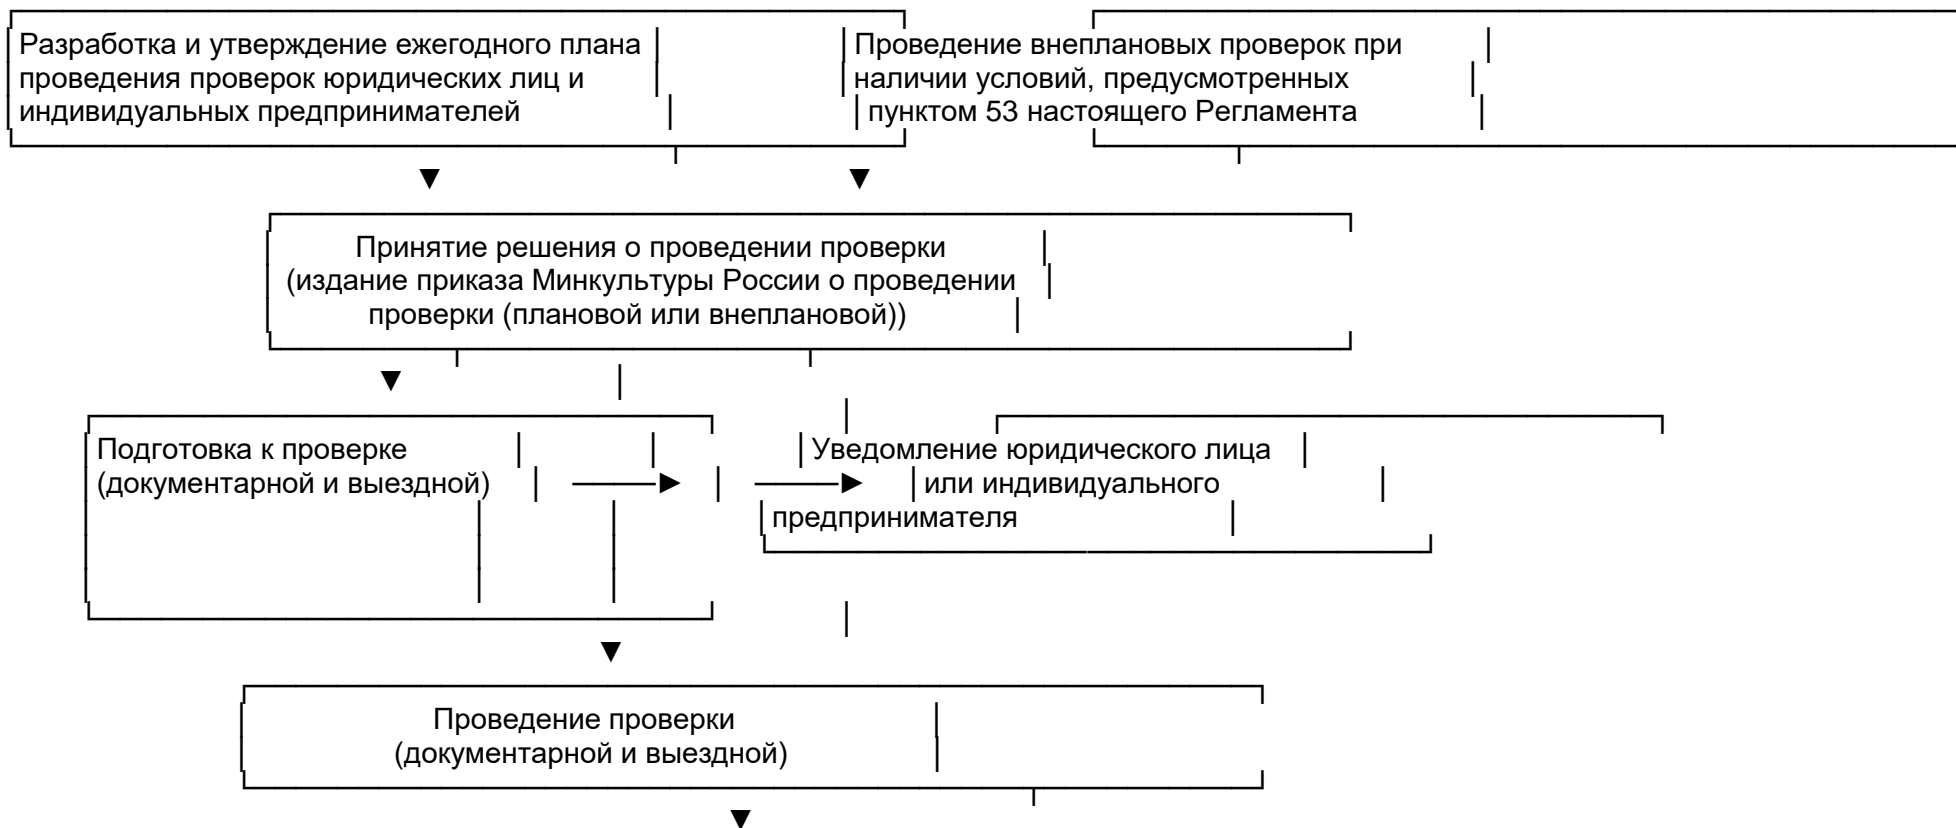 Разработка и утверждение ежегодного плана
проведения проверок юридических лиц и
индивидуальных предпринимателей
Проведение внеплановых проверок при
наличии условий, предусмотренных
пунктом 53 настоящего Регламента
Принятие решения о проведении проверки
(издание приказа Минкультуры России о проведении
проверки (плановой или внеплановой))
Подготовка к проверке
(документарной и выездной)
Уведомление юридического лица
или индивидуального
предпринимателя
Проведение проверки
(документарной и выездной)